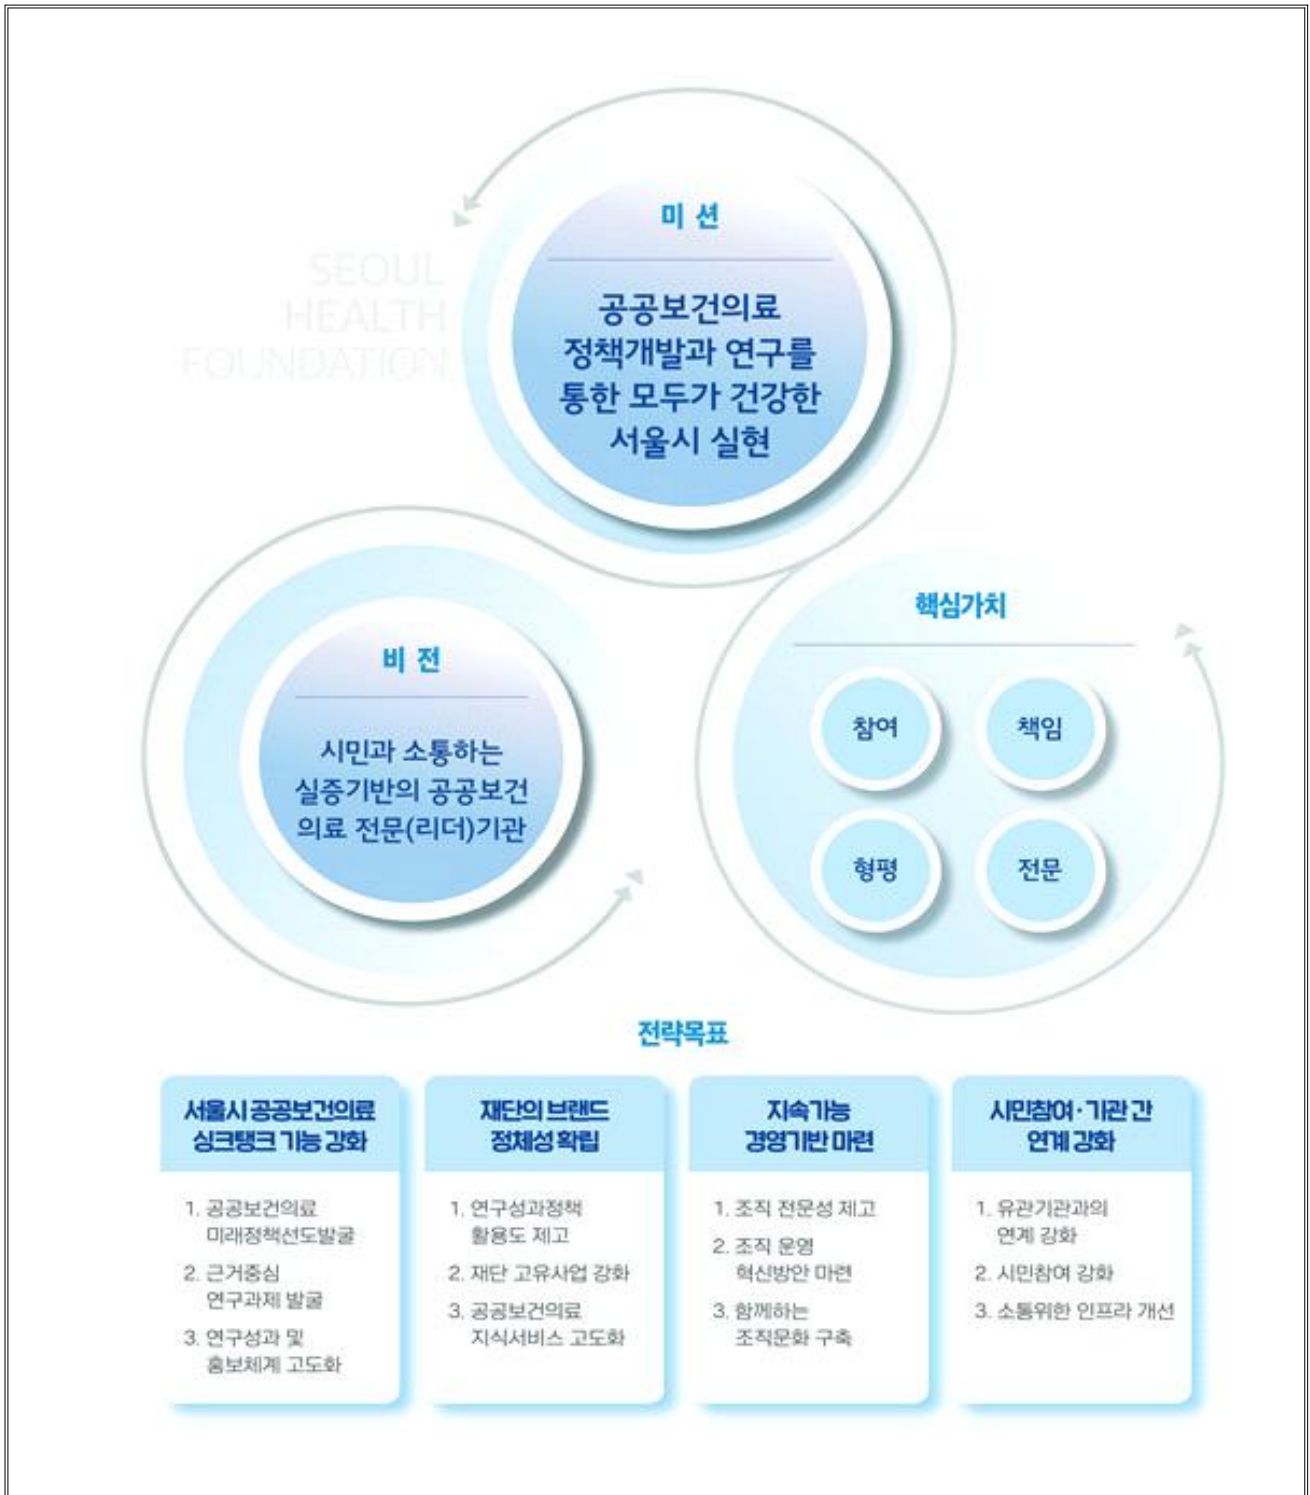 미 션
공공보건의료
정책개발과 연구를
통한 모두가 건강한
서울시 실현
SEOUL
HEALTH
FOUNDATION
비 전
시민과 소통하는
실증기반의 공공보건
의료 전문(리더)기관
핵심가치
참여
책임
형평
전문
전략목표
서울시 공공보건의료
싱크탱크 기능 강화
1. 공공보건의료
미래정책선도발굴
2. 근거중심
연구과제 발굴
3. 연구성과 및
홍보체계 고도화
재단의 브랜드
정체성 확립
1. 연구성과정책
활용도 제고
2. 재단 고유사업 강화
3. 공공보건의료
지식서비스 고도화
지속가능
경영기반 마련
1. 조직 전문성 제고
2. 조직 운영
혁신방안 마련
3. 함께하는
조직문화 구축
시민참여·기관 간
연계 강화
1. 유관기관과의
연계 강화
2. 시민참여 강화
3. 소통위한 인프라 개선